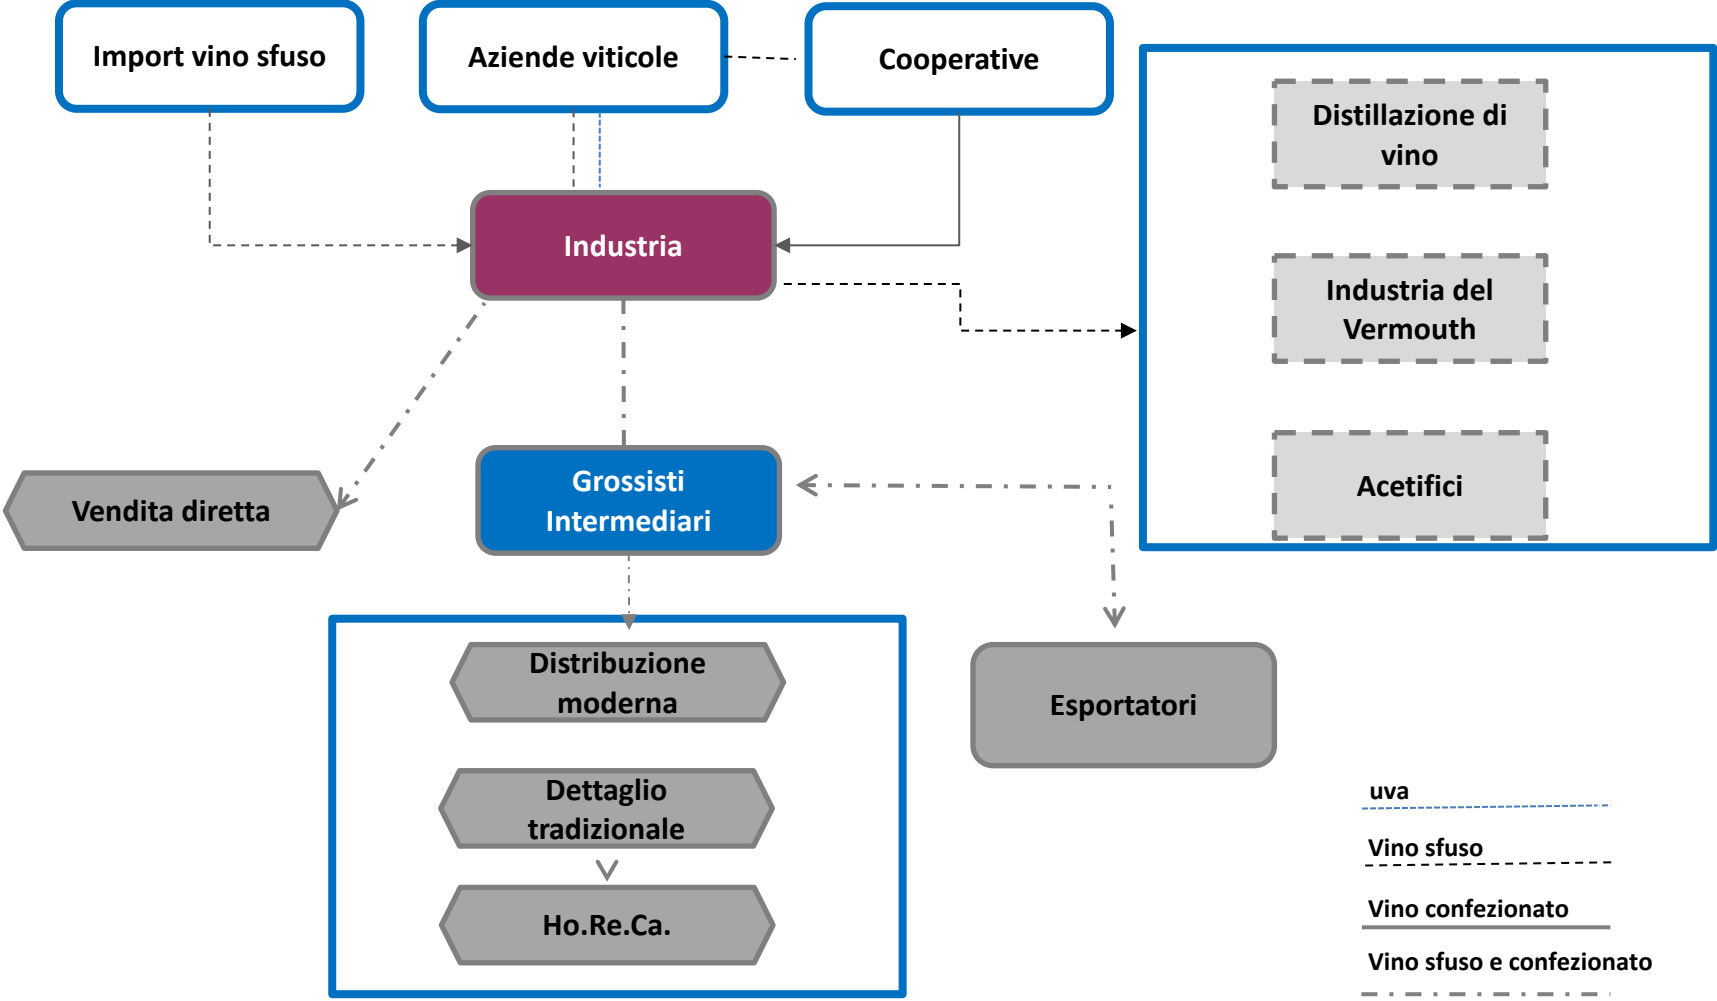 Import vino sfuso
Aziende viticole
Cooperative
Distillazione di
vino
Industria
Industria del
Vermouth
Grossisti
Intermediari
Acetifici
Vendita diretta
Distribuzione
moderna
Esportatori
Dettaglio
tradizionale
Ho.Re.Ca.
uva
Vino sfuso
Vino confezionato
Vino sfuso e confezionato